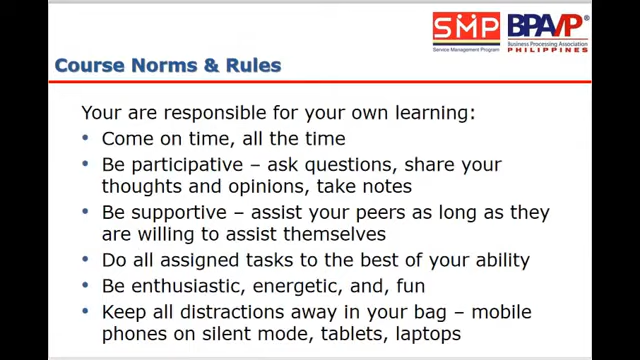 SMP
Service Management Program
BPA/P®
Business Processing Association
PHILIPPINES
Course Norms & Rules
Your are responsible for your own learning:
• Come on time, all the time
• Be participative – ask questions, share your
thoughts and opinions, take notes
• Be supportive – assist your peers as long as they
are willing to assist themselves
• Do all assigned tasks to the best of your ability
• Be enthusiastic, energetic, and, fun
• Keep all distractions away in your bag – mobile
phones on silent mode, tablets, laptops